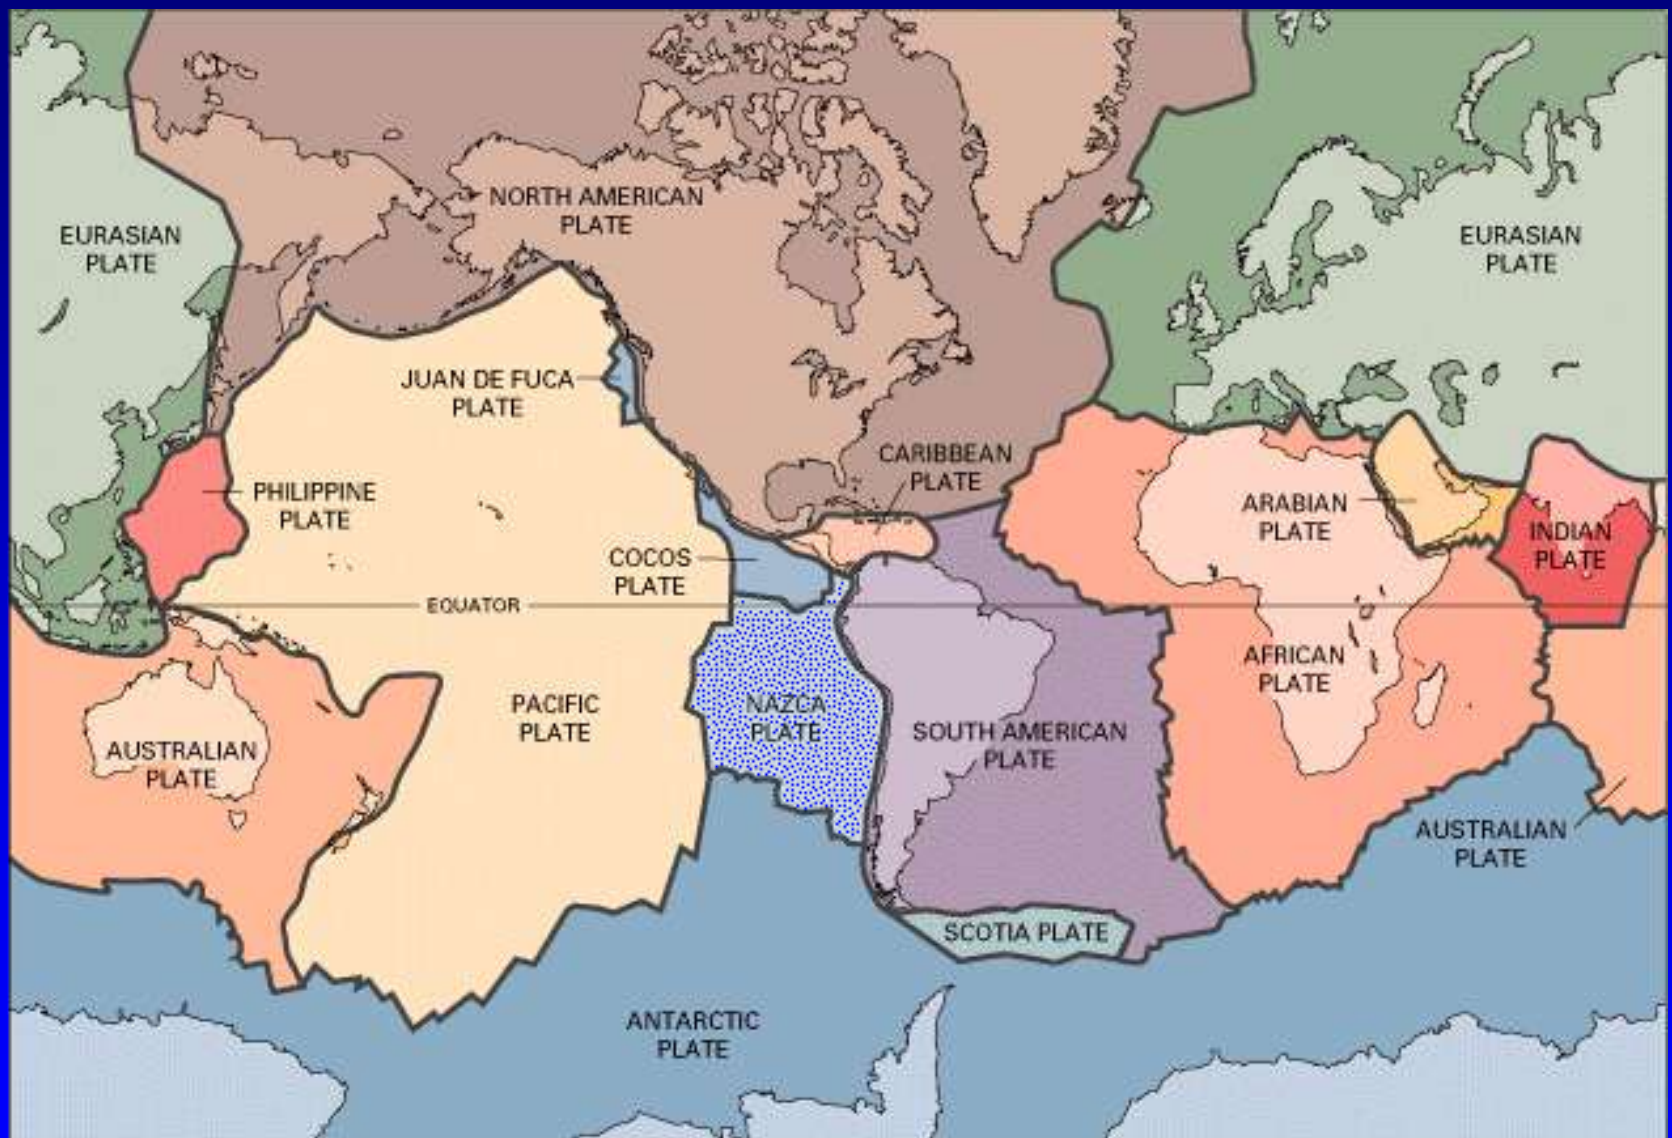 NORTH AMERICAN
PLATE
EURASIAN
PLATE
EURASIAN
PLATE
JUAN DE FUCA
PLATE
CARIBBEAN
PLATE
PHILIPPINE
PLATE
ARABIAN
PLATE
INDIAN
PLATE
COCOS
PLATE
EQUATOR
AFRICAN
PLATE
NAZCA
PLATE
PACIFIC
PLATE
SOUTH AMERICAN
PLATE
AUSTRALIAN
PLATE
AUSTRALIAN
PLATE
SCOTIA PLATE
ANTARCTIC
PLATE